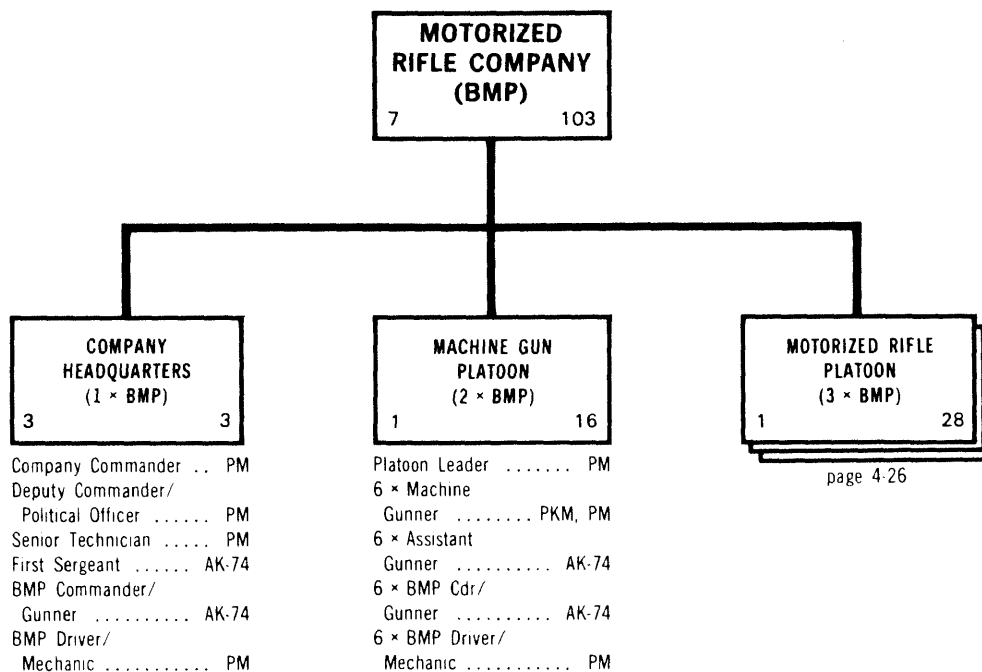 MOTORIZED
RIFLE COMPANY
(BMP)
7 103
COMPANY
HEADQUARTERS
(1 × BMP)
3 3
Company Commander .. PM
Deputy Commander/
Political Officer ...... PM
Senior Technician ..... PM
First Sergeant ...... AK-74
BMP Commander/
Gunner .......... AK-74
BMP Driver/
Mechanic ........... PM
MACHINE GUN
PLATOON
(2 × BMP)
1 16
Platoon Leader ....... PM
6 × Machine
Gunner ........ PKM, PM
6 × Assistant
Gunner .......... AK-74
6 × BMP Cdr/
Gunner .......... AK-74
6 × BMP Driver/
Mechanic ........... PM
MOTORIZED RIFLE
PLATOON
(3 × BMP)
1 28
page 4-26